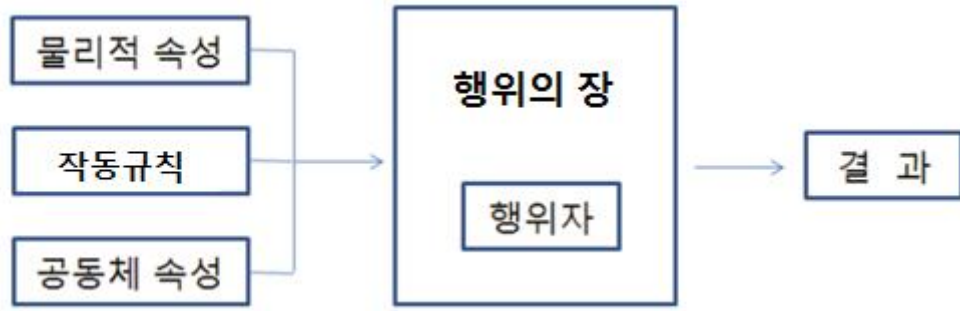 물리적 속성
작동규칙
공동체 속성
행위의 장
행위자
결 과